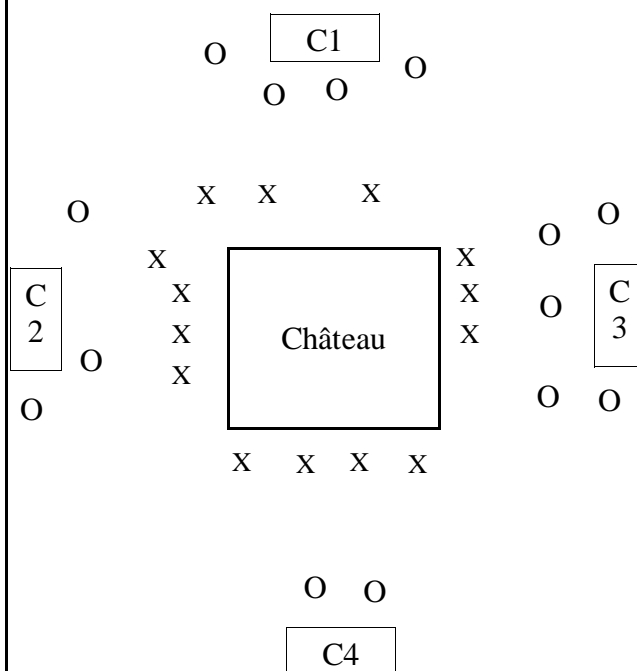 C1
O O
O O
X X X
O O
O
X X
C X C
2 X O 3
X Château X
O X
X
O O O
X X X X
O O
C4